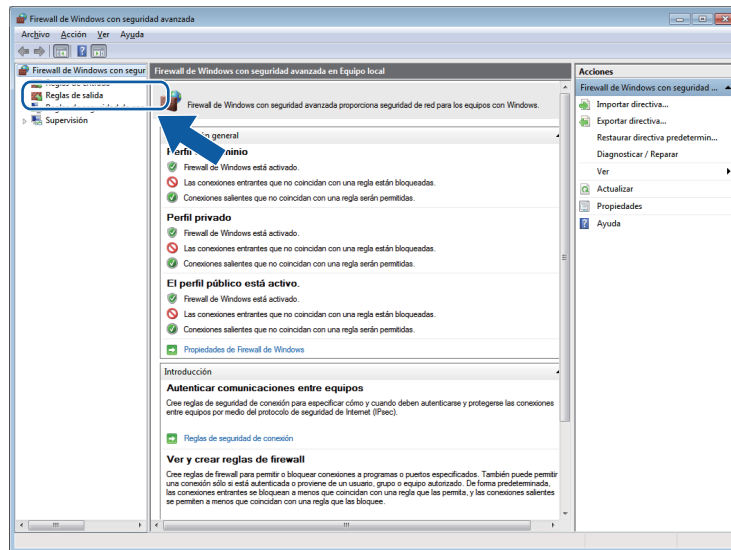 Firewall de Windows con seguridad avanzada
Archivo Acción Ver Ayuda
Firewall de Windows con segur
Reglas de entrada
Reglas de salida
Supervisión
Firewall de Windows con seguridad avanzada en Equipo local
Firewall de Windows con seguridad avanzada proporciona seguridad de red para los equipos con Windows.
general
Firewall de Windows está activado.
Las conexiones entrantes que no coincidan con una regla están bloqueadas.
Conexiones salientes que no coincidan con una regla serán permitidas.
Perfil privado
Firewall de Windows está activado.
Las conexiones entrantes que no coincidan con una regla están bloqueadas.
Conexiones salientes que no coincidan con una regla serán permitidas.
El perfil público está activo.
Firewall de Windows está activado.
Las conexiones entrantes que no coincidan con una regla están bloqueadas.
Conexiones salientes que no coincidan con una regla serán permitidas.
Propiedades de Firewall de Windows
Introducción
Autenticar comunicaciones entre equipos
Cree reglas de seguridad de conexión para especificar cómo y cuando deben autenticarse y protegerse las conexiones
entre equipos por medio del protocolo de seguridad de Internet (IPsec).
Reglas de seguridad de conexión
Ver y crear reglas de firewall
Cree reglas de firewall para permitir o bloquear conexiones a programas o puertos especificados. También puede permitir
una conexión sólo si está autenticada o proviene de un usuario, grupo o equipo autorizado. De forma predeterminada,
las conexiones entrantes se bloquean a menos que coincidan con una regla que las permita, y las conexiones salientes
se permiten a menos que coincidan con una regla que las bloquee.
Acciones
Firewall de Windows con seguridad ...
Importar directiva...
Exportar directiva...
Restaurar directiva predetermin...
Diagnosticar / Reparar
Ver
Actualizar
Propiedades
Ayuda